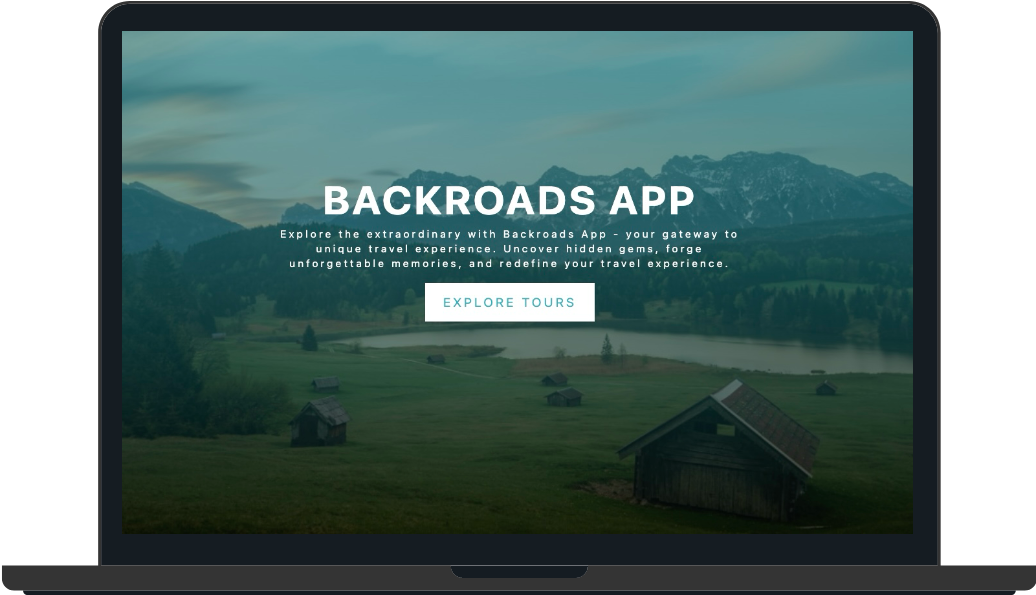 BACKROADS APP
Explore the extraordinary with Backroads App - your gateway to
unique travel experience. Uncover hidden gems, forge
unforgettable memories, and redefine your travel experience.
EXPLORE TOURS